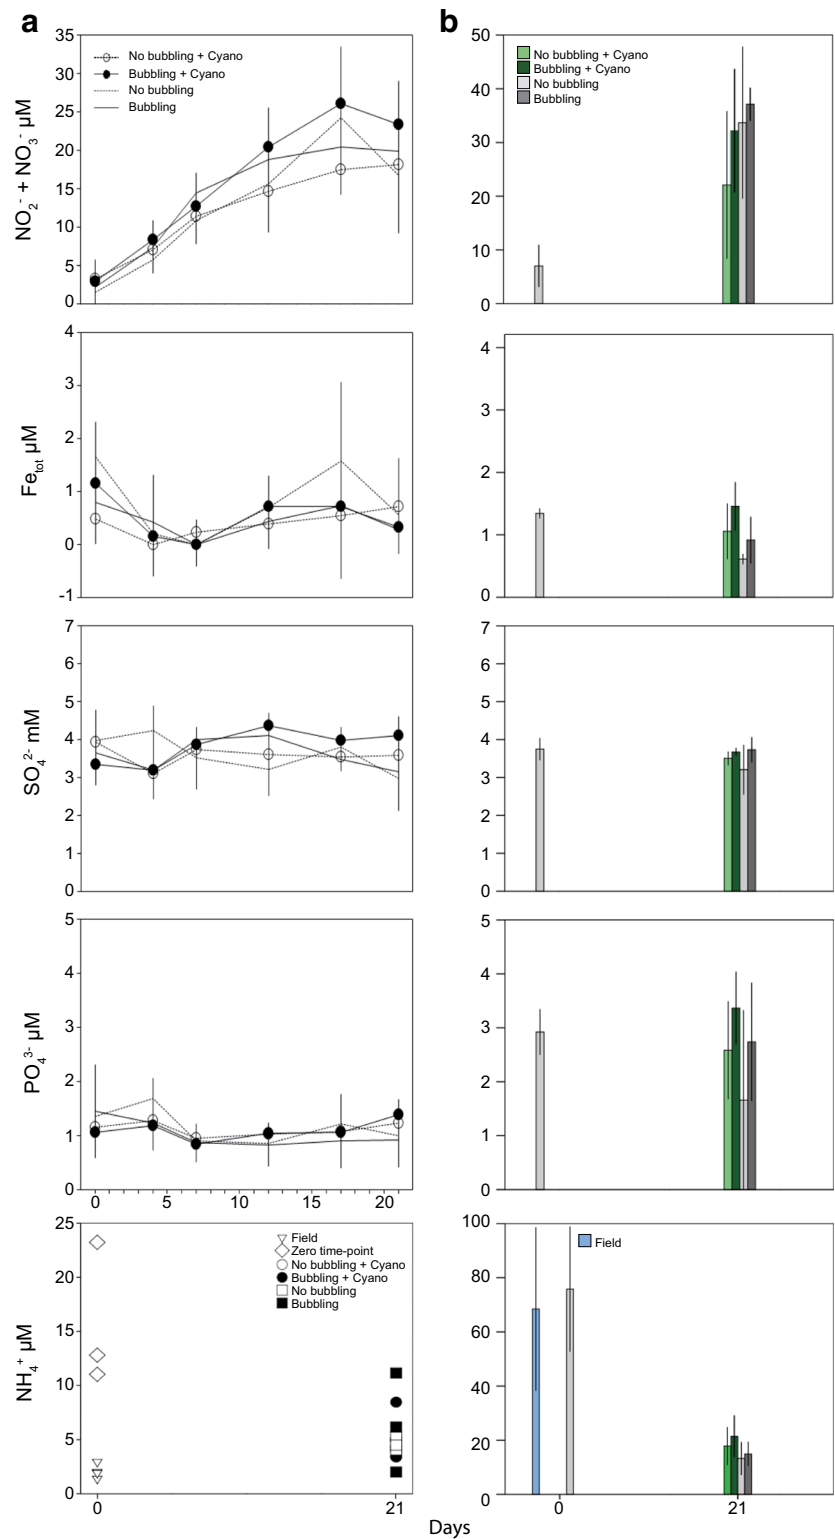 a
b
NO₂⁻ + NO₃⁻ µM
35
30
25
20
15
10
5
0
No bubbling + Cyano
Bubbling + Cyano
No bubbling
Bubbling
50
40
30
20
10
0
No bubbling + Cyano
Bubbling + Cyano
No bubbling
Bubbling
Fe_tot µM
4
3
2
1
0
-1
4
3
2
1
0
SO₄²⁻ mM
7
6
5
4
3
2
1
0
7
6
5
4
3
2
1
0
PO₄³⁻ µM
5
4
3
2
1
0
0 5 10 15 20
5
4
3
2
1
0
NH₄⁺ µM
25
20
15
10
5
0
Field
Zero time-point
No bubbling + Cyano
Bubbling + Cyano
No bubbling
Bubbling
0 21
100
80
60
40
20
0
Field
0 21
Days